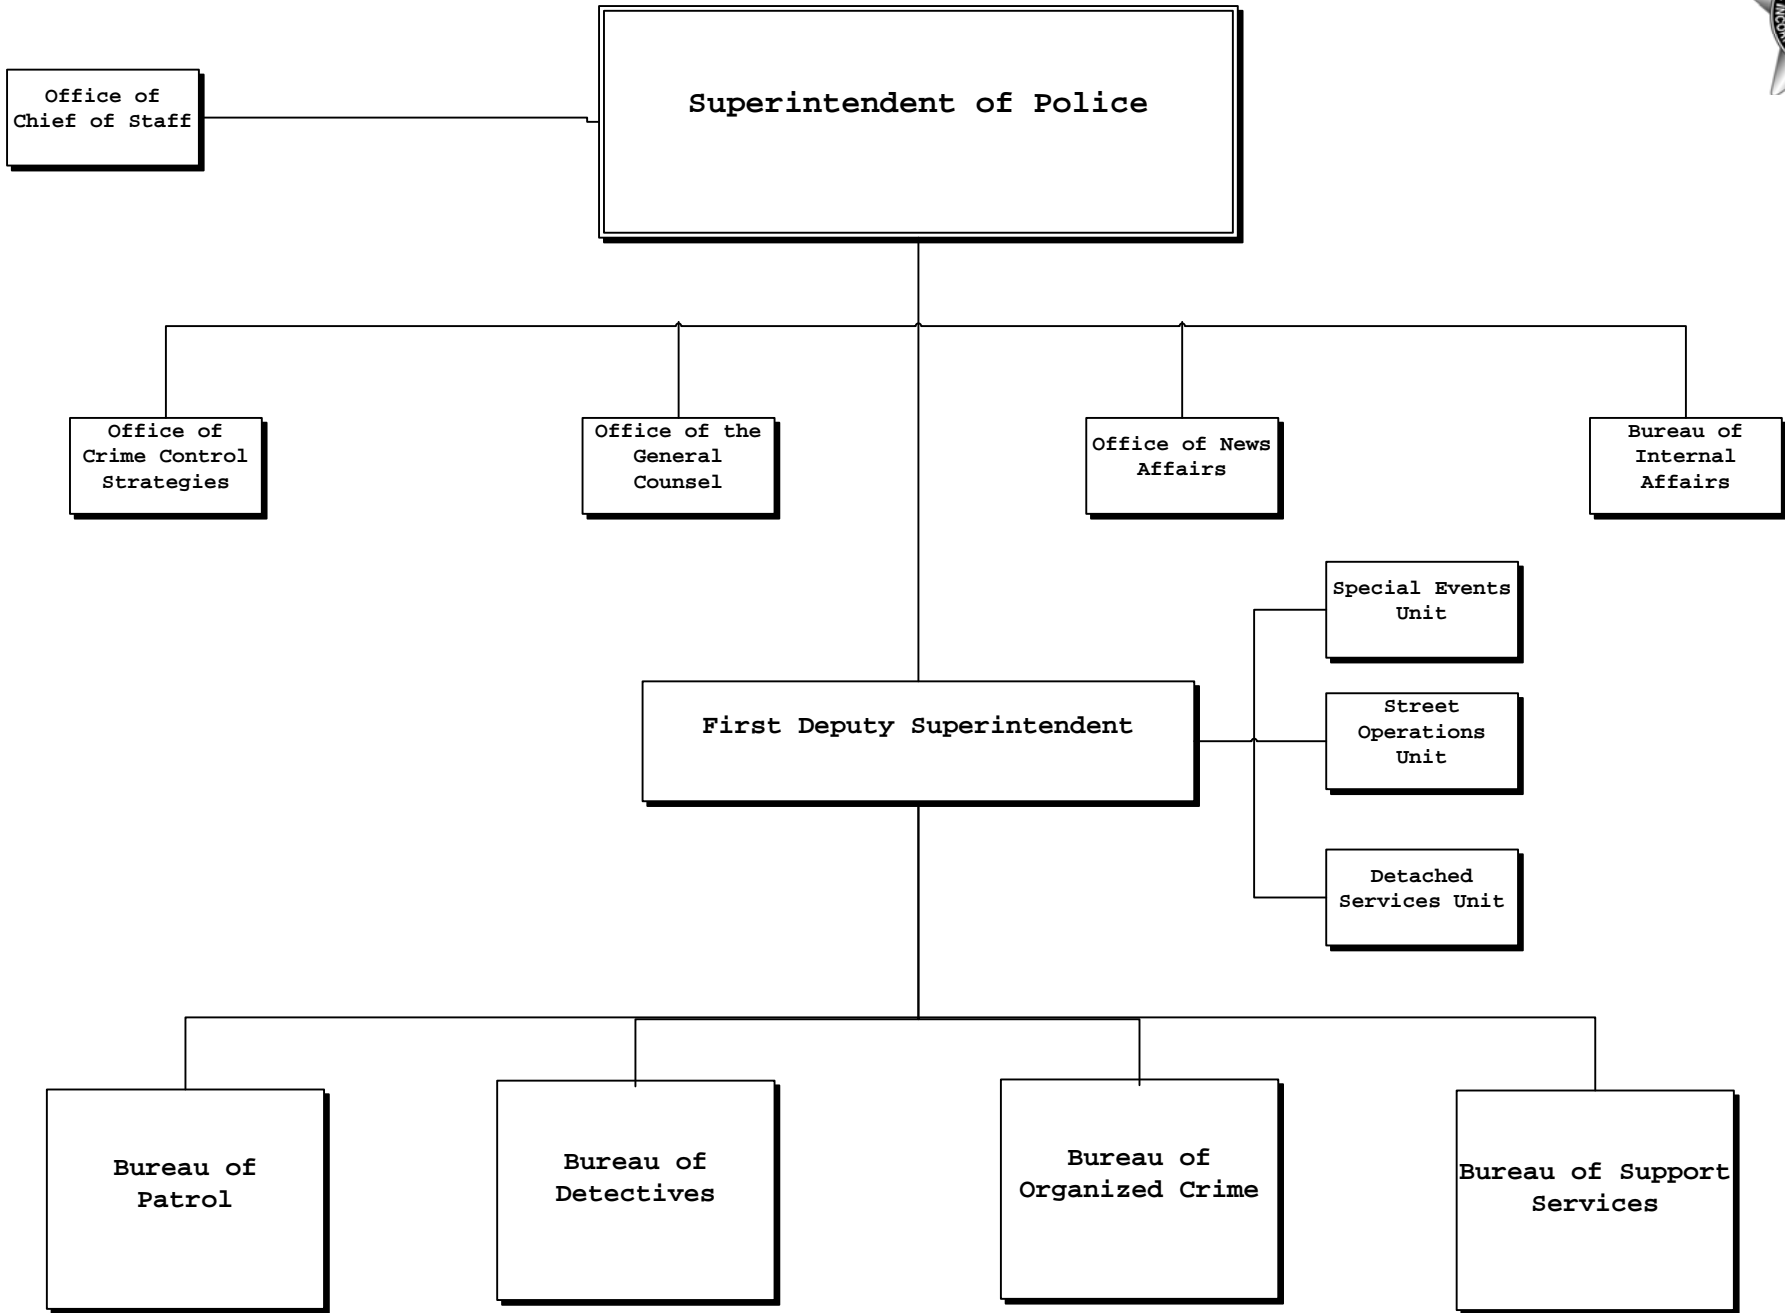 Superintendent of Police
Office of
Chief of Staff
Office of
Crime Control
Strategies
Office of the
General
Counsel
Office of News
Affairs
Bureau of
Internal
Affairs
Special Events
Unit
First Deputy Superintendent
Street
Operations
Unit
Detached
Services Unit
Bureau of
Patrol
Bureau of
Detectives
Bureau of
Organized Crime
Bureau of Support
Services